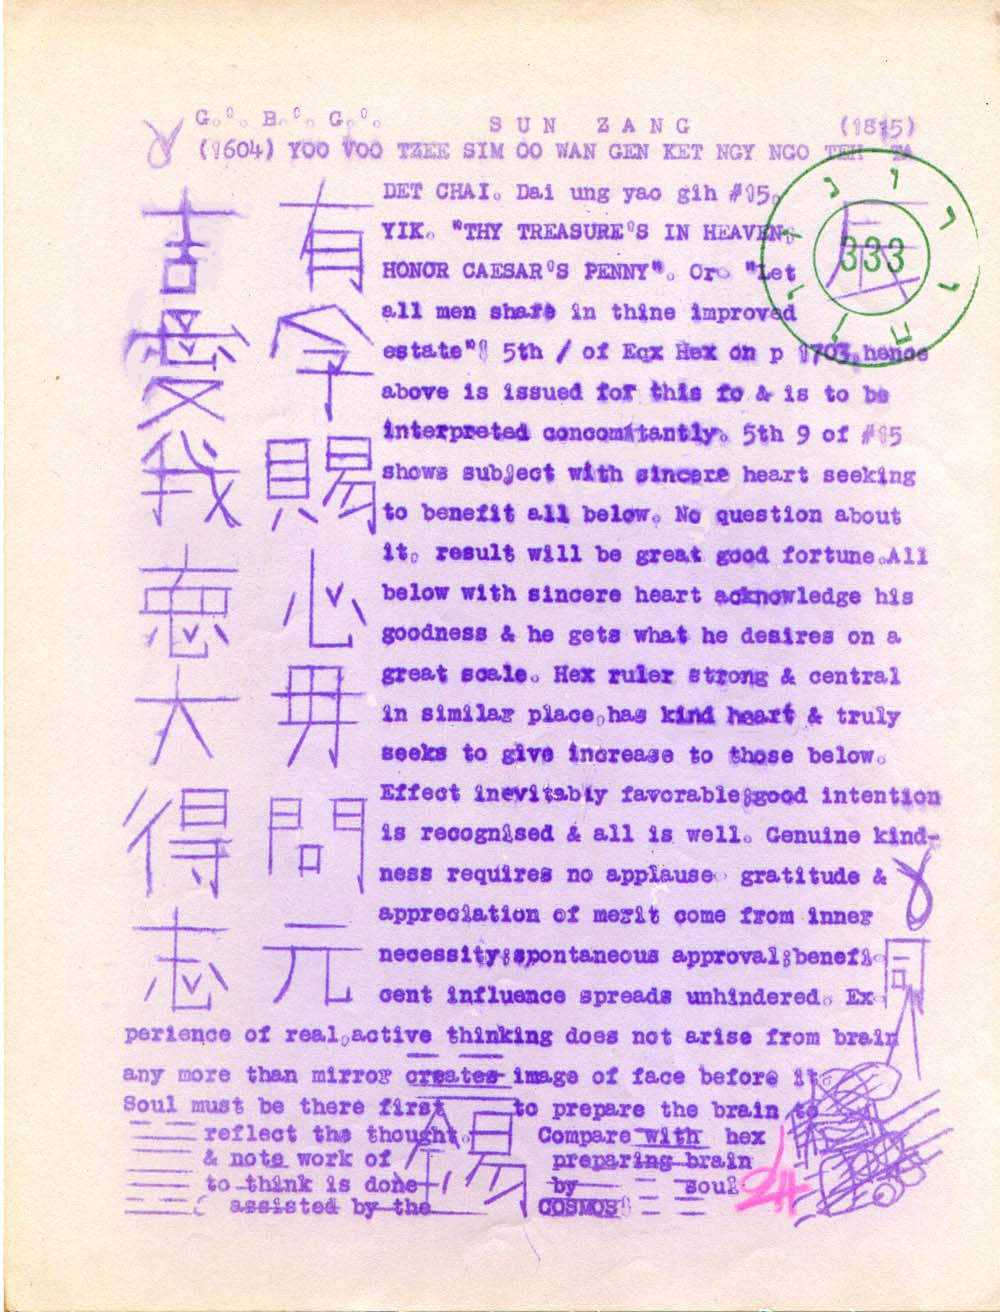 G.°. B.°. G.°. SUN ZANG (1815)
(1604) YOO VOO TZEE SIM OO WAN GEN KET NGY NGO TEH TA
DET CHAI. Dai ung yao gih #15.
YIK. "THY TREASURE'S IN HEAVEN;
HONOR CAESAR'S PENNY". Or "Let
all men share in thine improved
estate"; 5th / of Eqx Hex on p 1703, hence
above is issued for this fo & is to be
interpreted concomitantly. 5th 9 of #15
shows subject with sincere heart seeking
to benefit all below. No question about
it, result will be great good fortune.All
below with sincere heart acknowledge his
goodness & he gets what he desires on a
great scale. Hex ruler strong & central
in similar place,has kind heart & truly
seeks to give increase to those below.
Effect inevitably favorable;good intention
is recognised & all is well. Genuine kind-
ness requires no applause gratitude &
appreciation of merit come from inner
necessity;spontaneous approval;benefi-
cent influence spreads unhindered. Ex-
perience of real,active thinking does not arise from brain
any more than mirror creates image of face before it.
Soul must be there first to prepare the brain to
reflect the thought. Compare with hex
& note work of preparing brain
to think is done by soul
assisted by the COSMOS
有孚賜心毋問元
吉爰我惪大得志
333
益
24